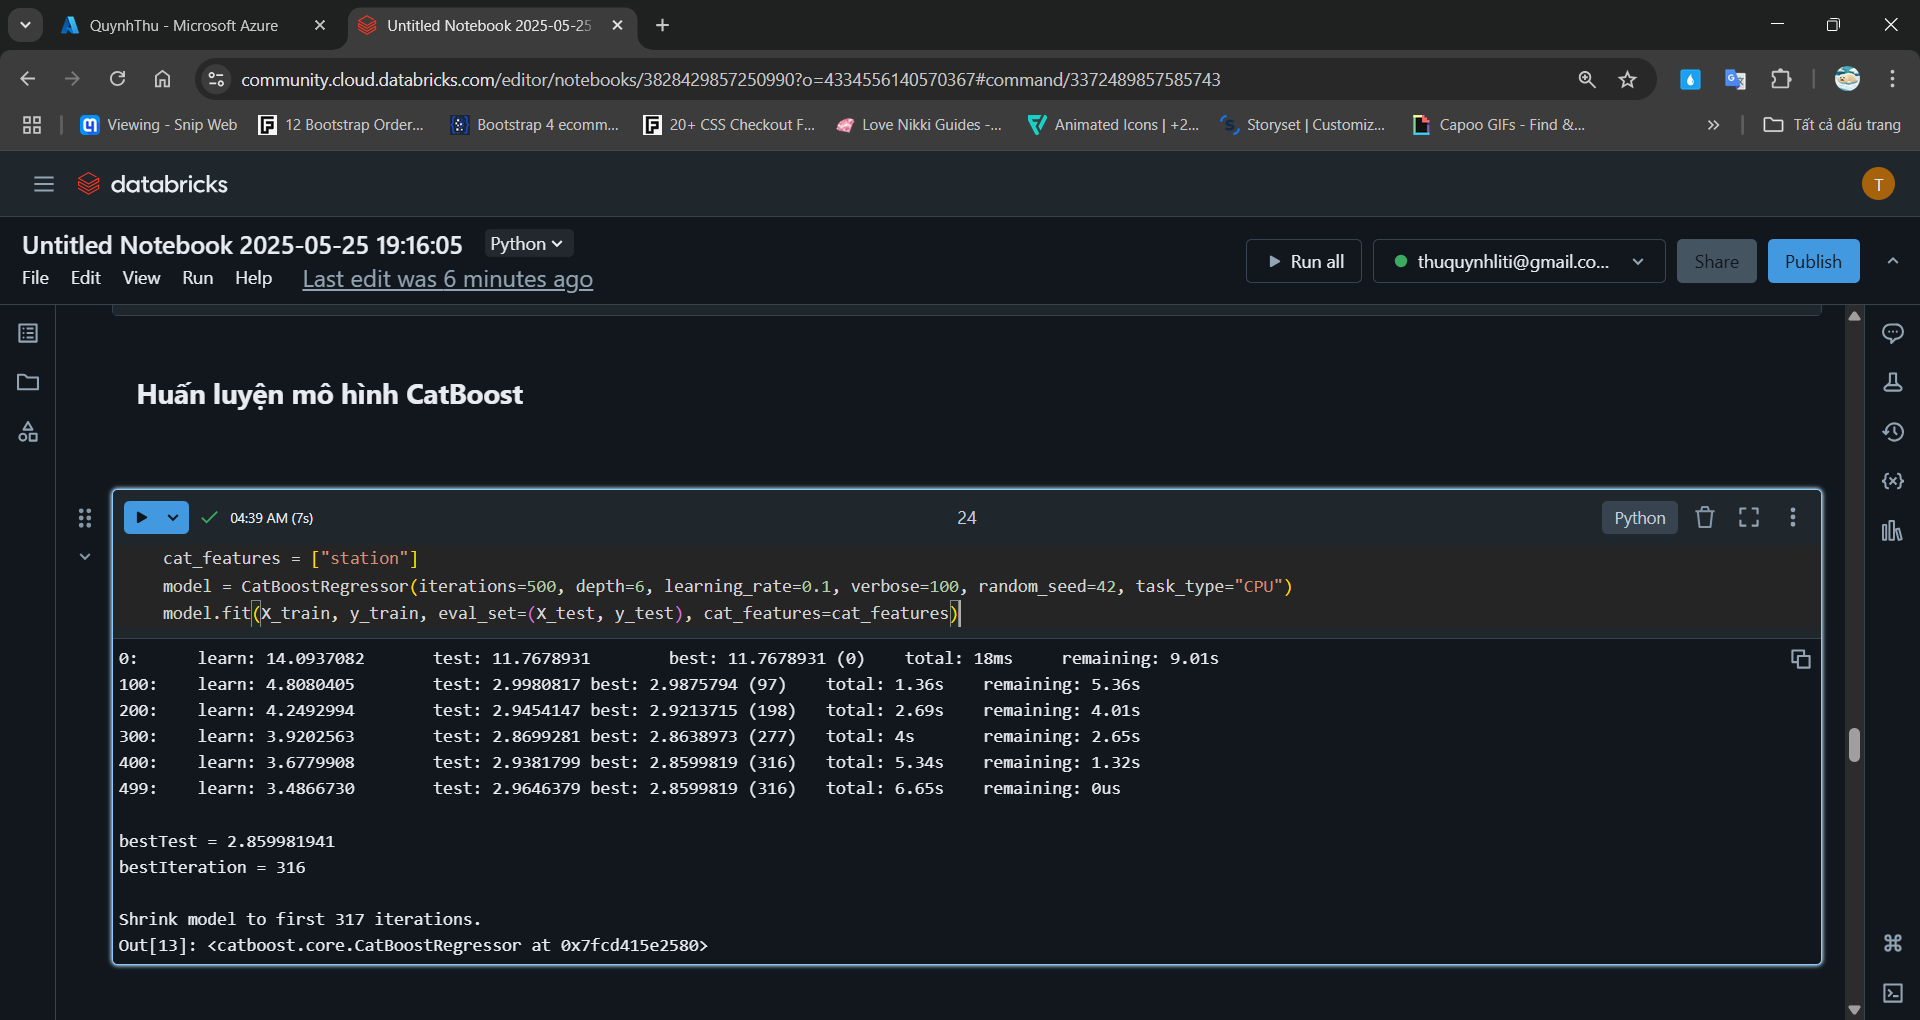 QuynhThu - Microsoft Azure
Untitled Notebook 2025-05-25
community.cloud.databricks.com/editor/notebooks/3828429857250990?o=4334556140570367#command/3372489857585743
Viewing - Snip Web
12 Bootstrap Order...
Bootstrap 4 ecomm...
20+ CSS Checkout F...
Love Nikki Guides -...
Animated Icons | +2...
Storyset | Customiz...
Capoo GIFs - Find &...
Tất cả dấu trang
databricks
T
Untitled Notebook 2025-05-25 19:16:05
Python
File Edit View Run Help Last edit was 6 minutes ago
Run all
thuquynhliti@gmail.co...
Share
Publish
Huấn luyện mô hình CatBoost
04:39 AM (7s)
24
Python
cat_features = ["station"]
model = CatBoostRegressor(iterations=500, depth=6, learning_rate=0.1, verbose=100, random_seed=42, task_type="CPU")
model.fit(X_train, y_train, eval_set=(X_test, y_test), cat_features=cat_features)
0: learn: 14.0937082 test: 11.7678931 best: 11.7678931 (0) total: 18ms remaining: 9.01s
100: learn: 4.8080405 test: 2.9980817 best: 2.9875794 (97) total: 1.36s remaining: 5.36s
200: learn: 4.2492994 test: 2.9454147 best: 2.9213715 (198) total: 2.69s remaining: 4.01s
300: learn: 3.9202563 test: 2.8699281 best: 2.8638973 (277) total: 4s remaining: 2.65s
400: learn: 3.6779908 test: 2.9381799 best: 2.8599819 (316) total: 5.34s remaining: 1.32s
499: learn: 3.4866730 test: 2.9646379 best: 2.8599819 (316) total: 6.65s remaining: 0us
bestTest = 2.859981941
bestIteration = 316
Shrink model to first 317 iterations.
Out[13]: <catboost.core.CatBoostRegressor at 0x7fcd415e2580>